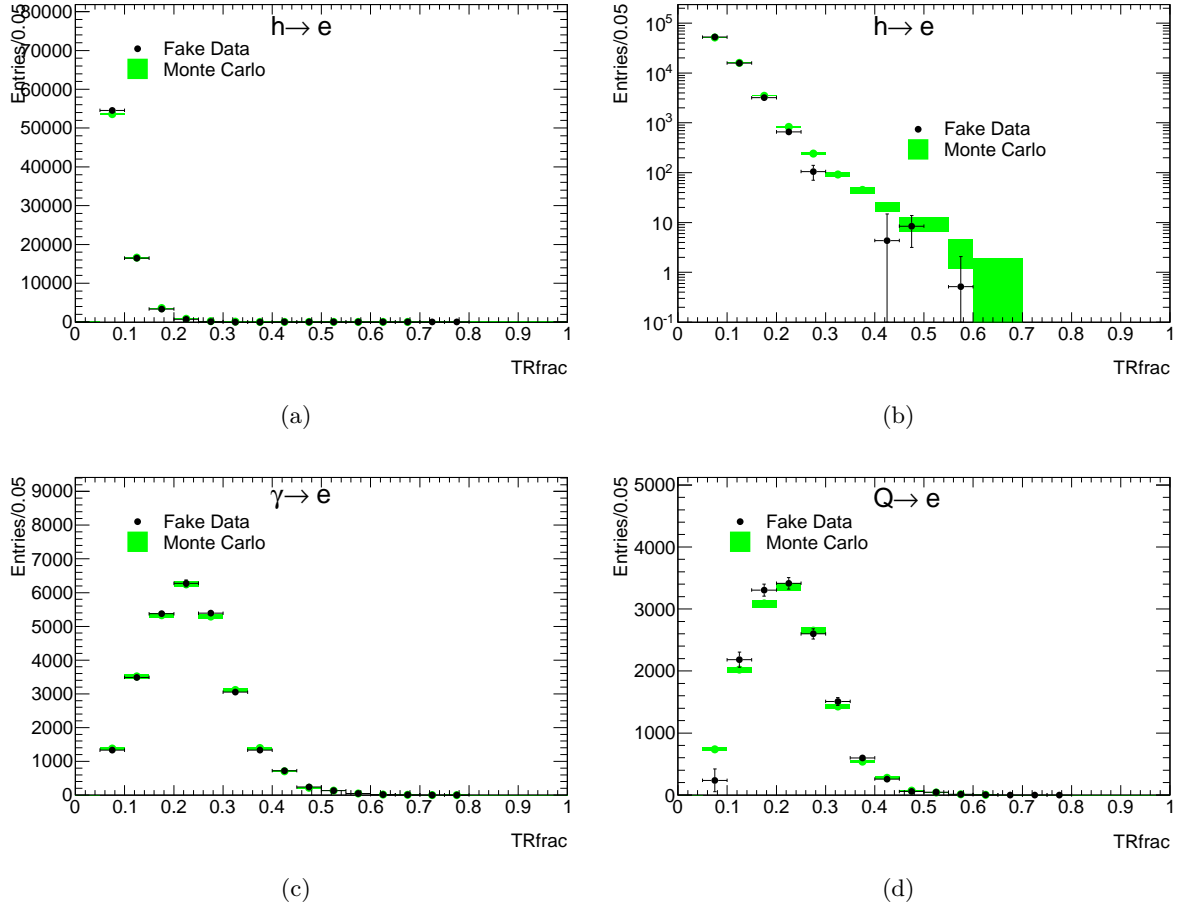 Entries/0.05
h→ e
Fake Data
Monte Carlo
80000
70000
60000
50000
40000
30000
20000
10000
0
0 0.1 0.2 0.3 0.4 0.5 0.6 0.7 0.8 0.9 1
TRfrac
(a)
Entries/0.05
h→ e
Fake Data
Monte Carlo
10^5
10^4
10^3
10^2
10
1
10^-1
0 0.1 0.2 0.3 0.4 0.5 0.6 0.7 0.8 0.9 1
TRfrac
(b)
Entries/0.05
γ→ e
Fake Data
Monte Carlo
9000
8000
7000
6000
5000
4000
3000
2000
1000
0
0 0.1 0.2 0.3 0.4 0.5 0.6 0.7 0.8 0.9 1
TRfrac
(c)
Entries/0.05
Q→ e
Fake Data
Monte Carlo
5000
4000
3000
2000
1000
0
0 0.1 0.2 0.3 0.4 0.5 0.6 0.7 0.8 0.9 1
TRfrac
(d)